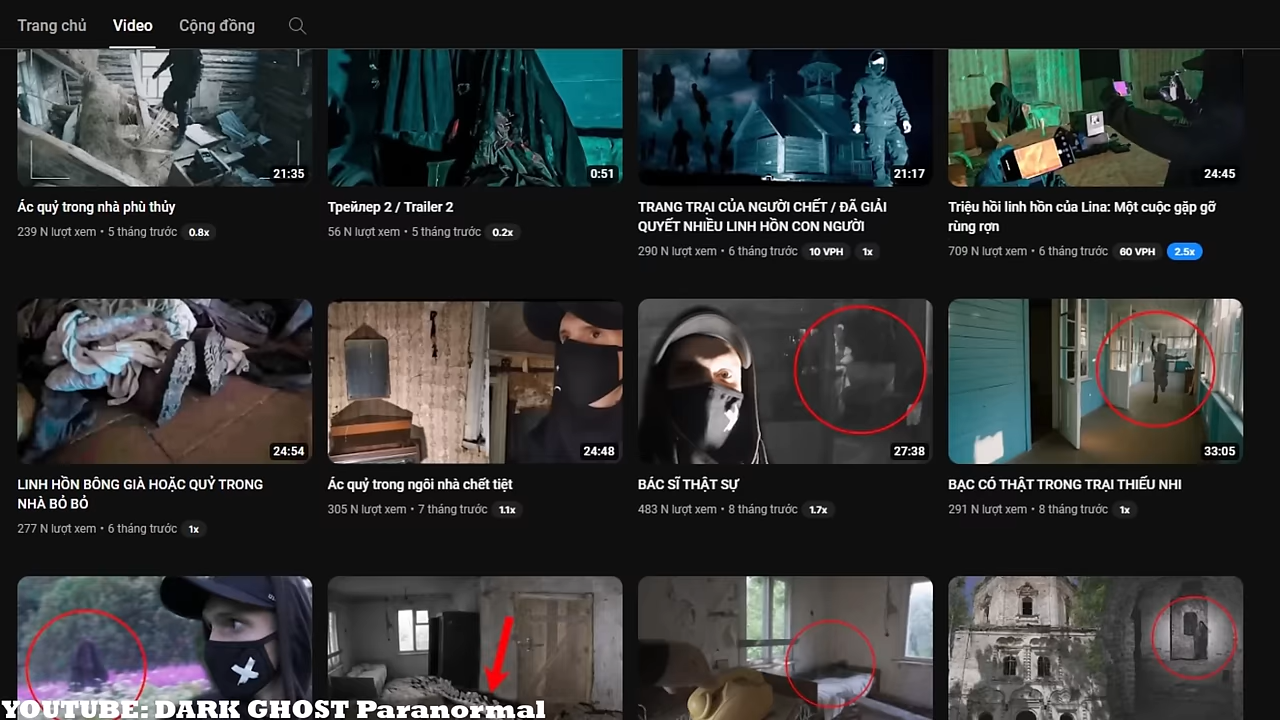 Trang chủ Video Cộng đồng
21:35 0:51 21:17 24:45
Ác quỷ trong nhà phù thủy
239 N lượt xem • 5 tháng trước 0.8x
Трейлер 2 / Trailer 2
56 N lượt xem • 5 tháng trước 0.2x
TRANG TRẠI CỦA NGƯỜI CHẾT / ĐÃ GIẢI
QUYẾT NHIỀU LINH HỒN CON NGƯỜI
290 N lượt xem • 6 tháng trước 10 VPH 1x
Triệu hồi linh hồn của Lina: Một cuộc gặp gỡ
rùng rợn
709 N lượt xem • 6 tháng trước 60 VPH 2.5x
24:54 24:48 27:38 33:05
LINH HỒN BÔNG GIÀ HOẶC QUỶ TRONG
NHÀ BỎ BỎ
277 N lượt xem • 6 tháng trước 1x
Ác quỷ trong ngôi nhà chết tiệt
305 N lượt xem • 7 tháng trước 1.1x
BÁC SĨ THẬT SỰ
483 N lượt xem • 8 tháng trước 1.7x
BẠC CÓ THẬT TRONG TRẠI THIẾU NHI
291 N lượt xem • 8 tháng trước 1x
YOUTUBE: DARK GHOST Paranormal